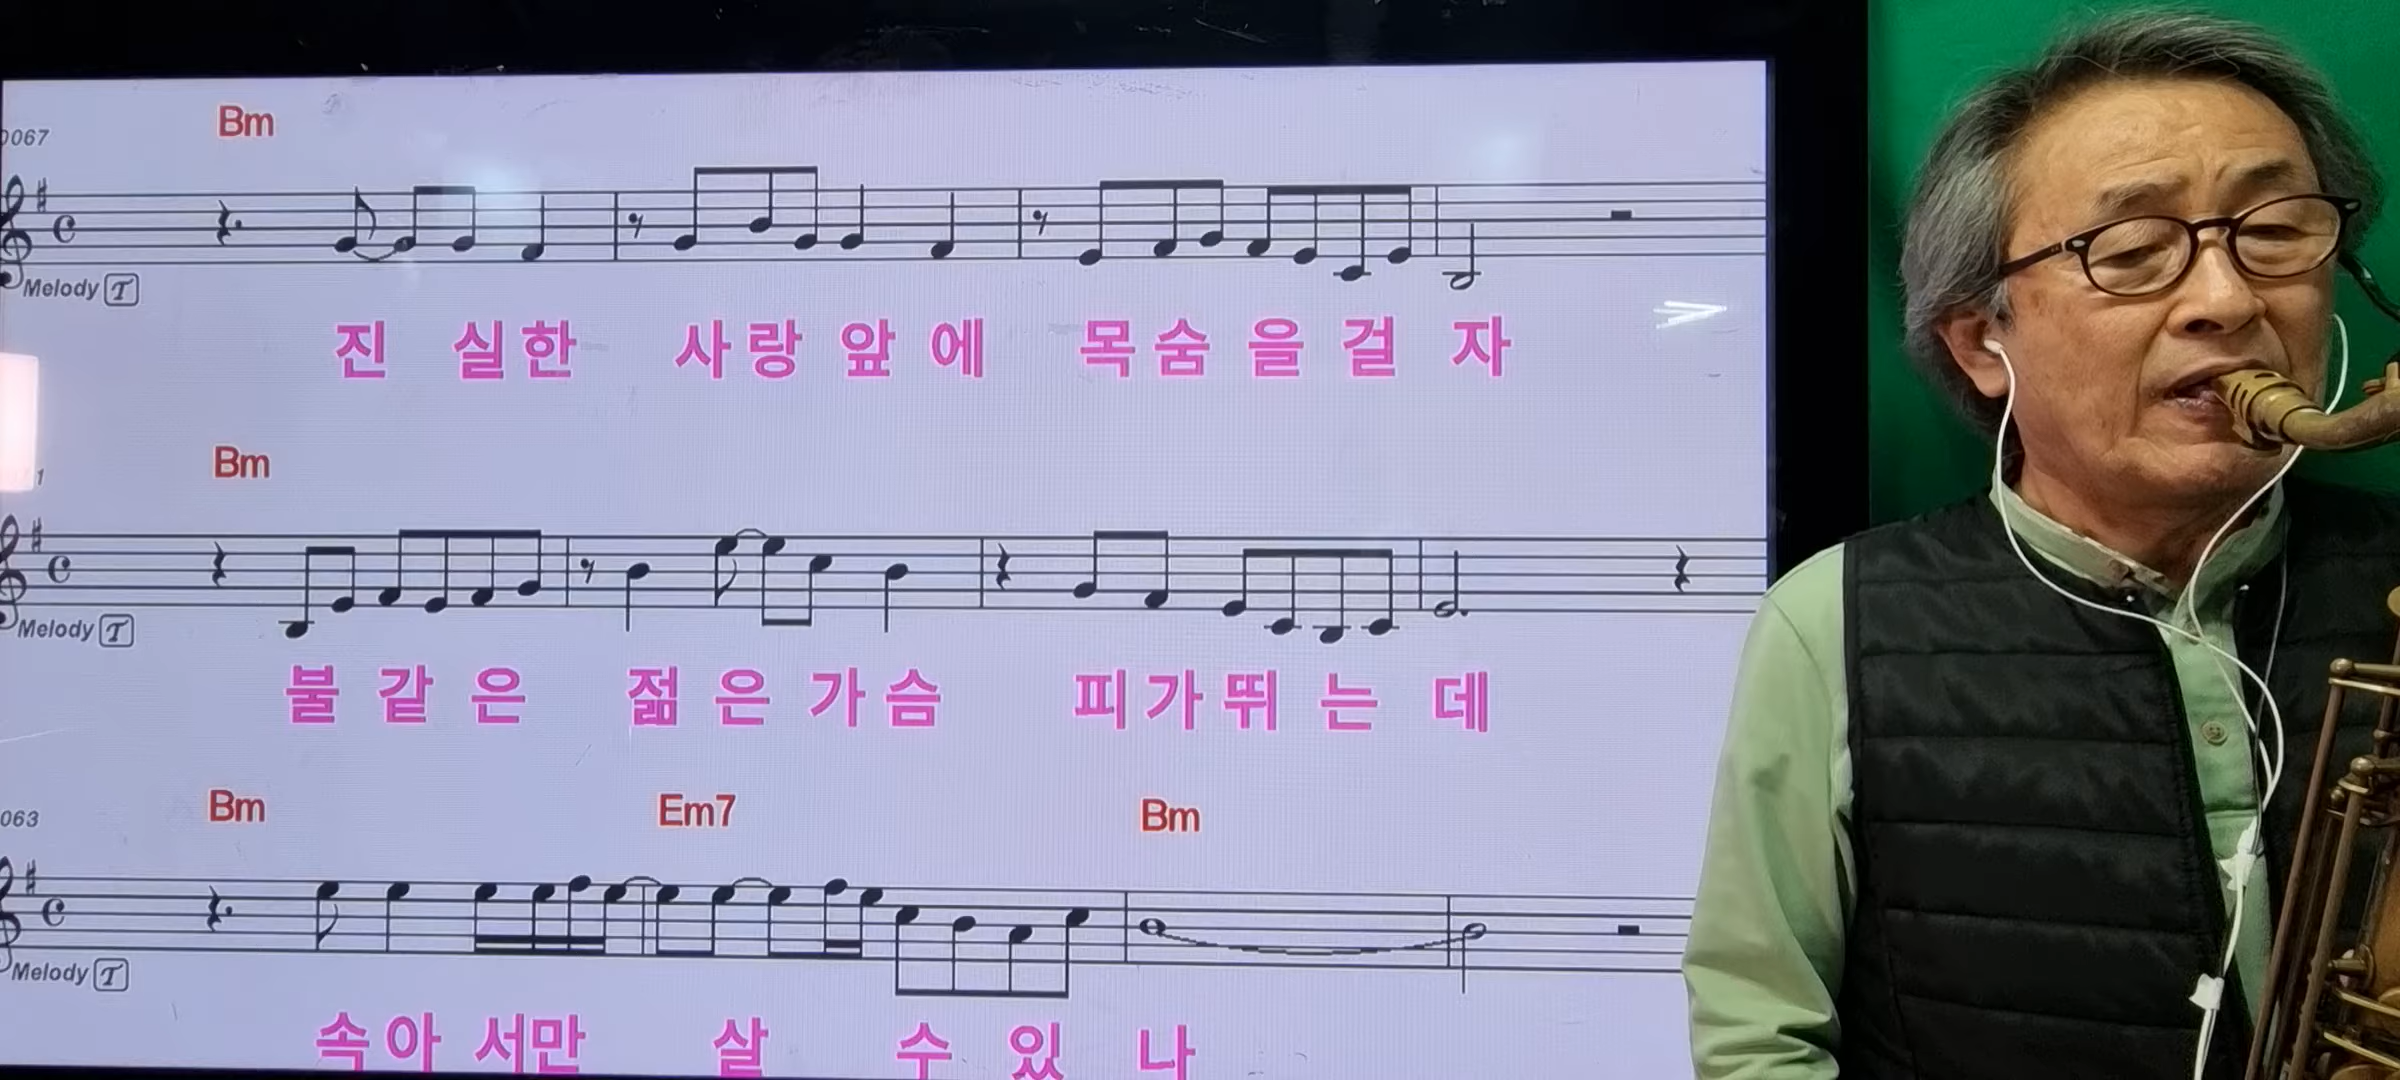 Bm
0067
Melody T
진 실한 사랑 앞 에 목숨 을 걸 자
Bm
1
Melody T
불 같 은 젊 은 가슴 피가뛰 는 데
Bm Em7 Bm
063
Melody T
속아 서만 살 수 있 나